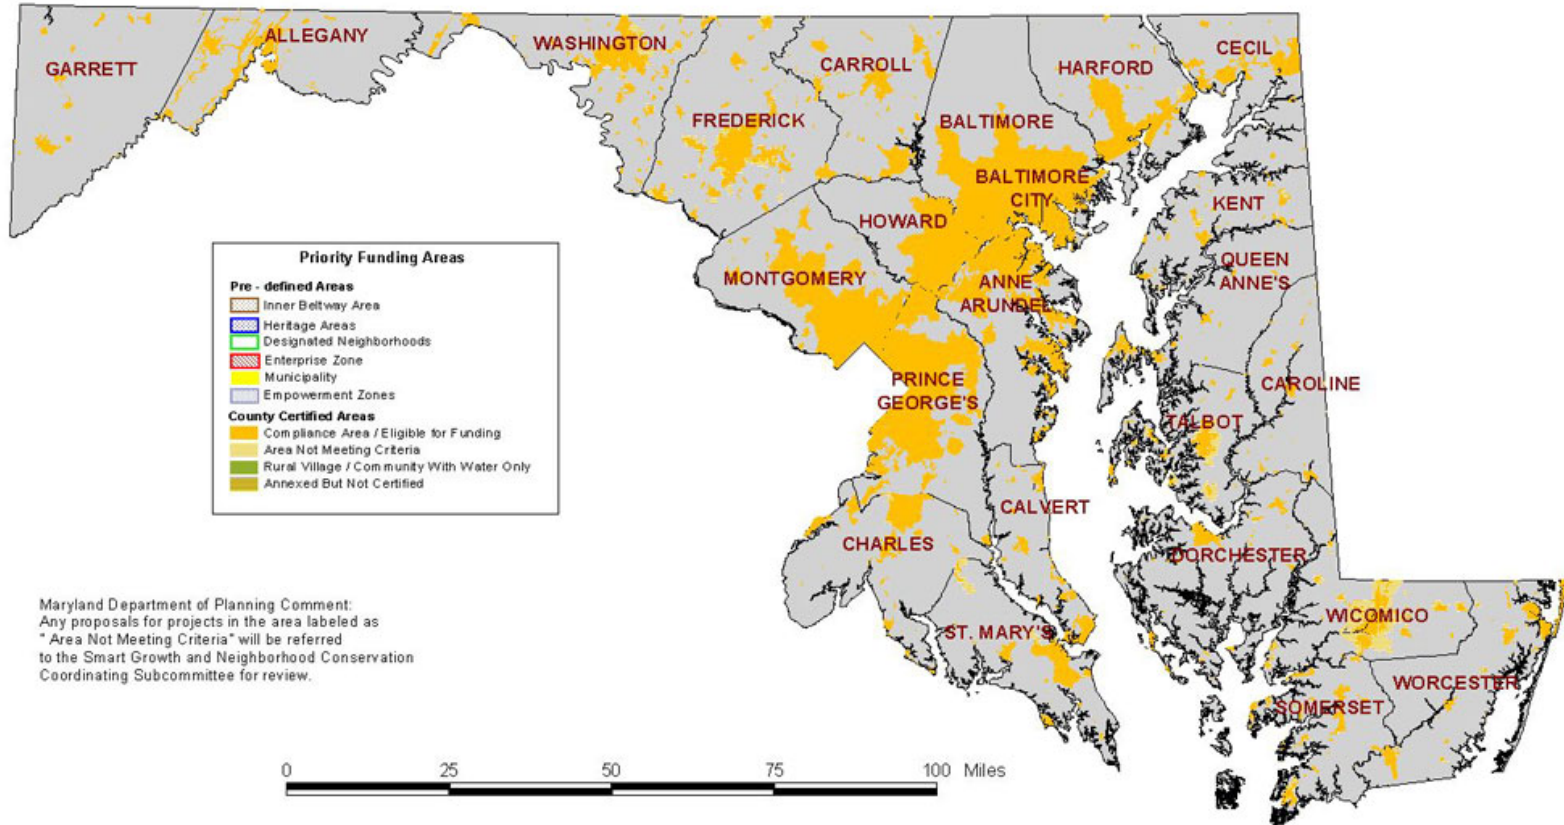 GARRETT
ALLEGANY
WASHINGTON
FREDERICK
CARROLL
BALTIMORE
HARFORD
CECIL
BALTIMORE
CITY
HOWARD
MONTGOMERY
ANNE
ARUNDEL
KENT
QUEEN
ANNE'S
PRINCE
GEORGE'S
CAROLINE
TALBOT
CALVERT
CHARLES
DORCHESTER
ST. MARY'S
WICOMICO
WORCESTER
SOMERSET
Priority Funding Areas
Pre - defined Areas
Inner Beltway Area
Heritage Areas
Designated Neighborhoods
Enterprise Zone
Municipality
Empowerment Zones
County Certified Areas
Compliance Area / Eligible for Funding
Area Not Meeting Criteria
Rural Village / Community With Water Only
Annexed But Not Certified
Maryland Department of Planning Comment:
Any proposals for projects in the area labeled as
" Area Not Meeting Criteria" will be referred
to the Smart Growth and Neighborhood Conservation
Coordinating Subcommittee for review.
0 25 50 75 100 Miles